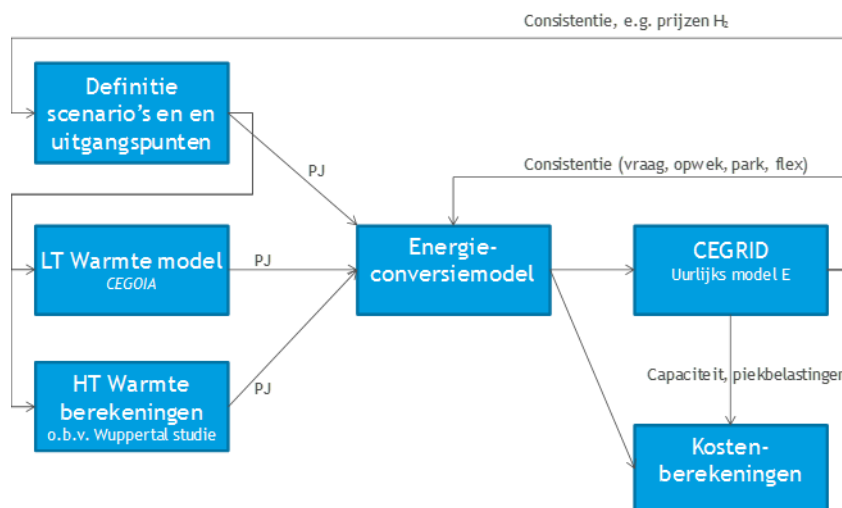 Consistentie, e.g. prijzen H₂
Definitie
scenario's en en
uitgangspunten
PJ
Consistentie (vraag, opwek, park, flex)
LT Warmte model
CEGOIA
PJ
Energie-
conversiemodel
CEGRID
Uurlijks model E
HT Warmte
berekeningen
o.b.v. Wuppertal studie
PJ
Capaciteit, piekbelastingen
Kosten-
berekeningen